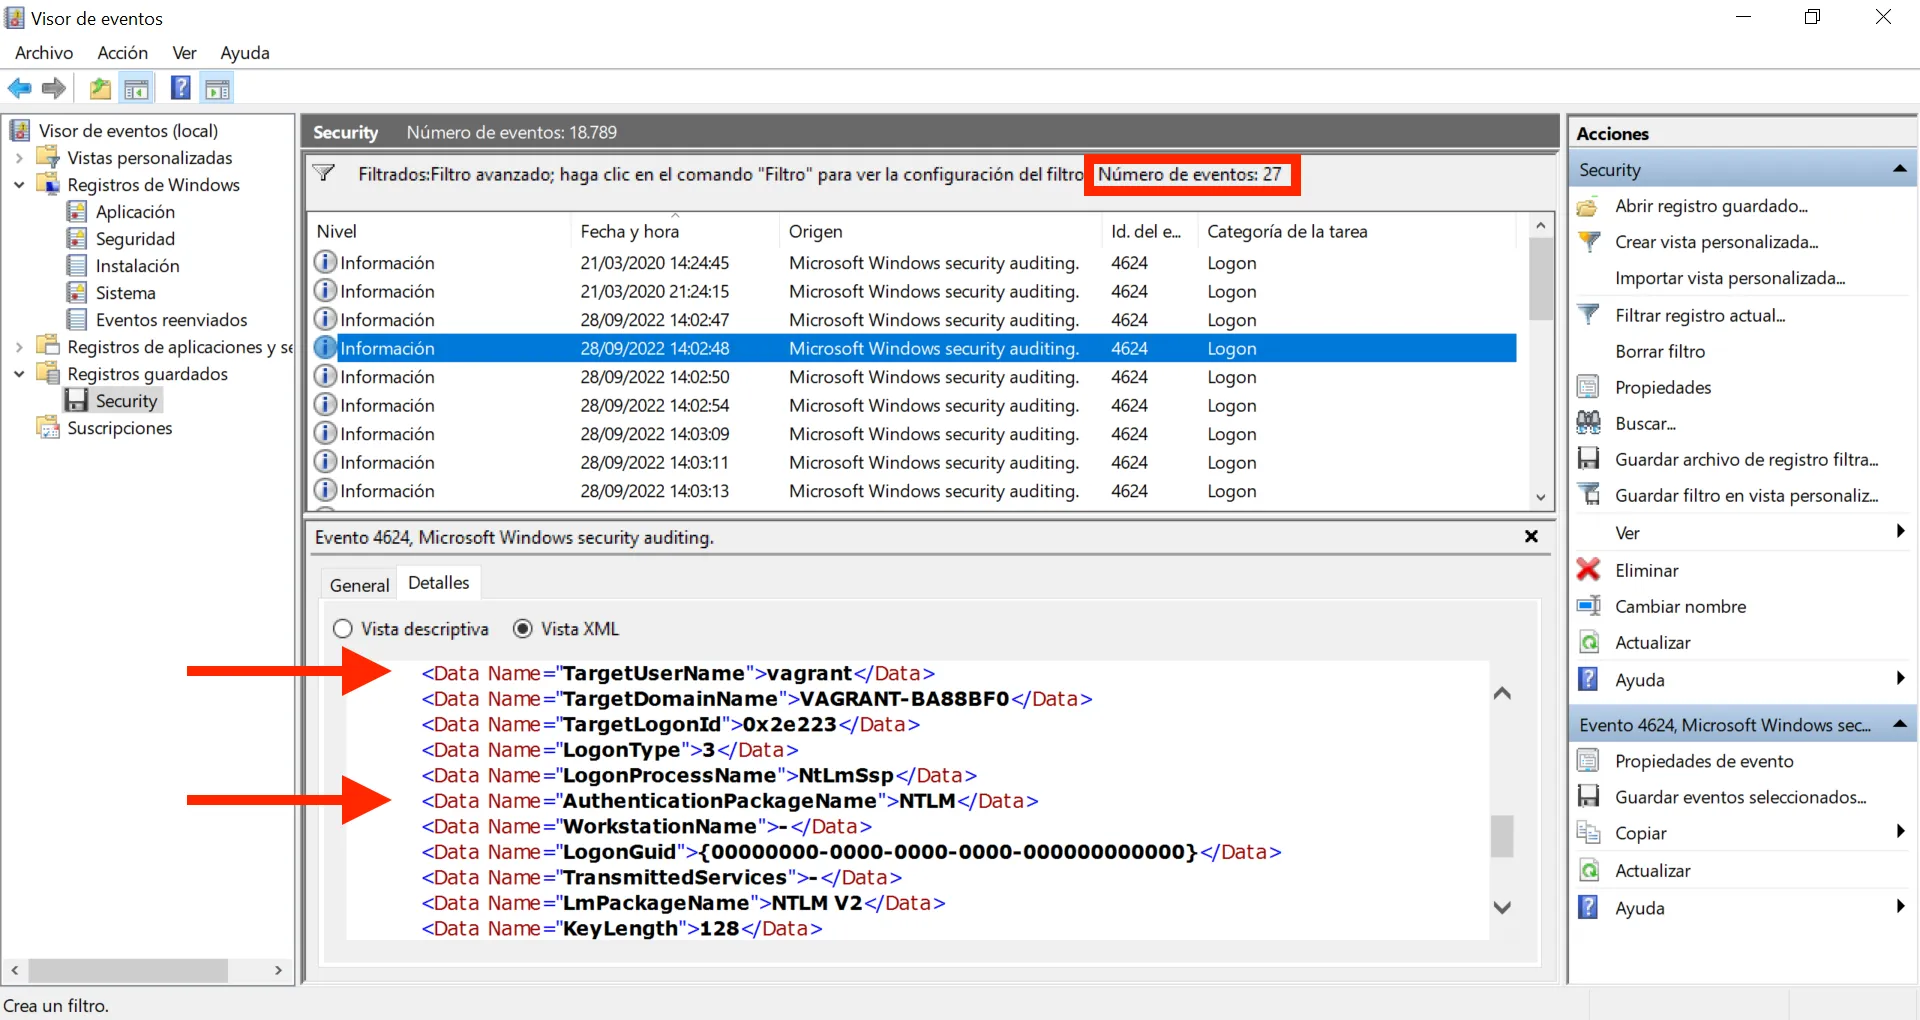 Visor de eventos
Archivo Acción Ver Ayuda
Visor de eventos (local)
Vistas personalizadas
Registros de Windows
Aplicación
Seguridad
Instalación
Sistema
Eventos reenviados
Registros de aplicaciones y se
Registros guardados
Security
Suscripciones
Security Número de eventos: 18.789
Filtrados:Filtro avanzado; haga clic en el comando "Filtro" para ver la configuración del filtro Número de eventos: 27
Nivel Fecha y hora Origen Id. del e... Categoría de la tarea
Información 21/03/2020 14:24:45 Microsoft Windows security auditing. 4624 Logon
Información 21/03/2020 21:24:15 Microsoft Windows security auditing. 4624 Logon
Información 28/09/2022 14:02:47 Microsoft Windows security auditing. 4624 Logon
Información 28/09/2022 14:02:48 Microsoft Windows security auditing. 4624 Logon
Información 28/09/2022 14:02:50 Microsoft Windows security auditing. 4624 Logon
Información 28/09/2022 14:02:54 Microsoft Windows security auditing. 4624 Logon
Información 28/09/2022 14:03:09 Microsoft Windows security auditing. 4624 Logon
Información 28/09/2022 14:03:11 Microsoft Windows security auditing. 4624 Logon
Información 28/09/2022 14:03:13 Microsoft Windows security auditing. 4624 Logon
Evento 4624, Microsoft Windows security auditing.
General Detalles
Vista descriptiva Vista XML
<Data Name="TargetUserName">vagrant</Data>
<Data Name="TargetDomainName">VAGRANT-BA88BF0</Data>
<Data Name="TargetLogonId">0x2e223</Data>
<Data Name="LogonType">3</Data>
<Data Name="LogonProcessName">NtLmSsp</Data>
<Data Name="AuthenticationPackageName">NTLM</Data>
<Data Name="WorkstationName">-</Data>
<Data Name="LogonGuid">{00000000-0000-0000-0000-000000000000}</Data>
<Data Name="TransmittedServices">-</Data>
<Data Name="LmPackageName">NTLM V2</Data>
<Data Name="KeyLength">128</Data>
Acciones
Security
Abrir registro guardado...
Crear vista personalizada...
Importar vista personalizada...
Filtrar registro actual...
Borrar filtro
Propiedades
Buscar...
Guardar archivo de registro filtra...
Guardar filtro en vista personaliz...
Ver
Eliminar
Cambiar nombre
Actualizar
Ayuda
Evento 4624, Microsoft Windows sec...
Propiedades de evento
Guardar eventos seleccionados...
Copiar
Actualizar
Ayuda
Crea un filtro.